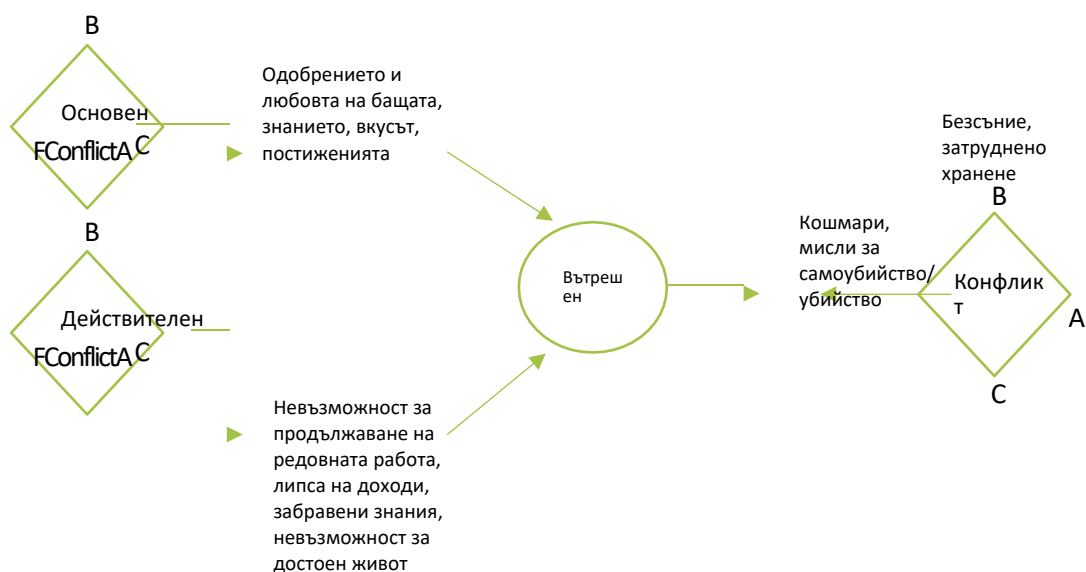 B
Основен
FConflictA C
Одобрението и
любовта на бащата,
знанието, вкусът,
постиженията
B
Действителен
FConflictA C
Невъзможност за
продължаване на
редовната работа,
липса на доходи,
забравени знания,
невъзможност за
достоен живот
Вътреш
ен
Кошмари,
мисли за
самоубийство/
убийство
Безсъние,
затруднено
хранене
B
Конфлик
т
A
C